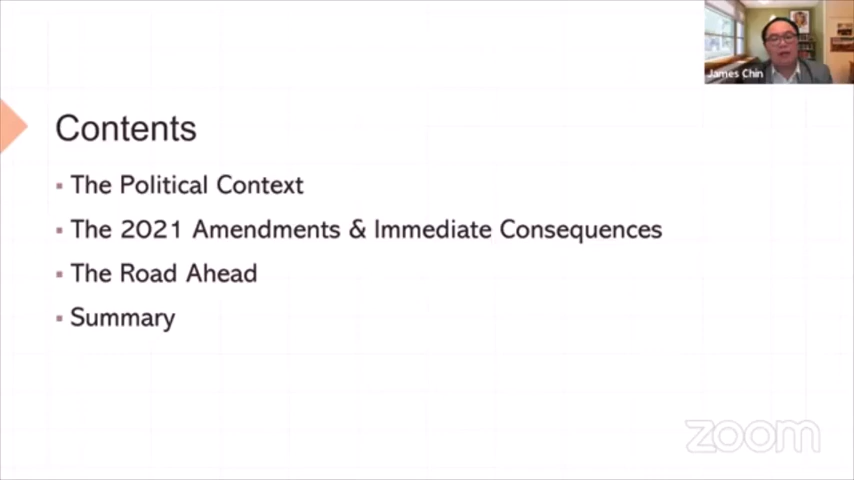 James Chin
Contents
▪ The Political Context
▪ The 2021 Amendments & Immediate Consequences
▪ The Road Ahead
▪ Summary
zoom